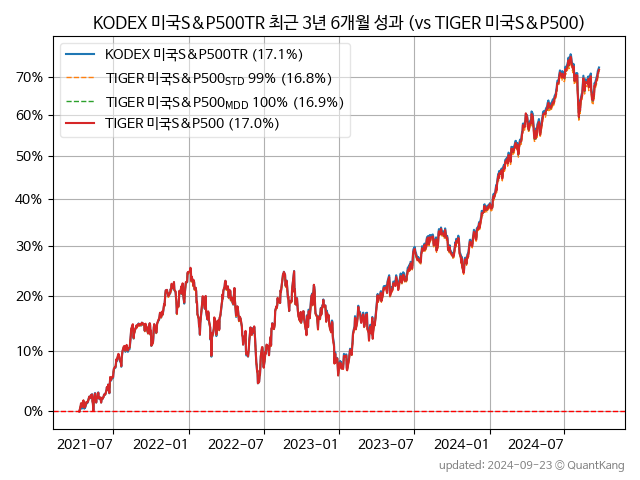 KODEX 미국S&P500TR 최근 3년 6개월 성과 (vs TIGER 미국S&P500)
KODEX 미국S&P500TR (17.1%)
TIGER 미국S&P500STD 99% (16.8%)
TIGER 미국S&P500MDD 100% (16.9%)
TIGER 미국S&P500 (17.0%)
70%
60%
50%
40%
30%
20%
10%
0%
2021-07 2022-01 2022-07 2023-01 2023-07 2024-01 2024-07
updated: 2024-09-23 © QuantKang